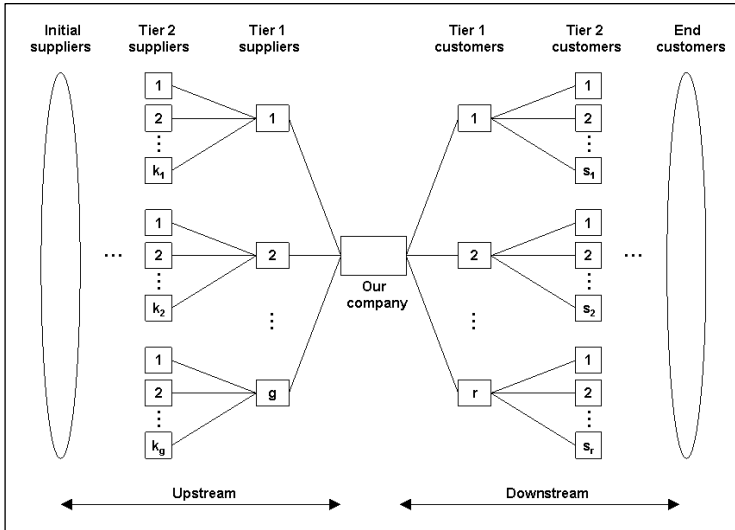 Initial suppliers
Tier 2 suppliers
Tier 1 suppliers
Tier 1 customers
Tier 2 customers
End customers
1
2
⋮
k₁
1
1
1
2
⋮
s₁
...
1
2
⋮
k₂
2
⋮
Our company
2
⋮
1
2
⋮
s₂
...
1
2
⋮
k_g
g
r
1
2
⋮
s_r
Upstream
Downstream